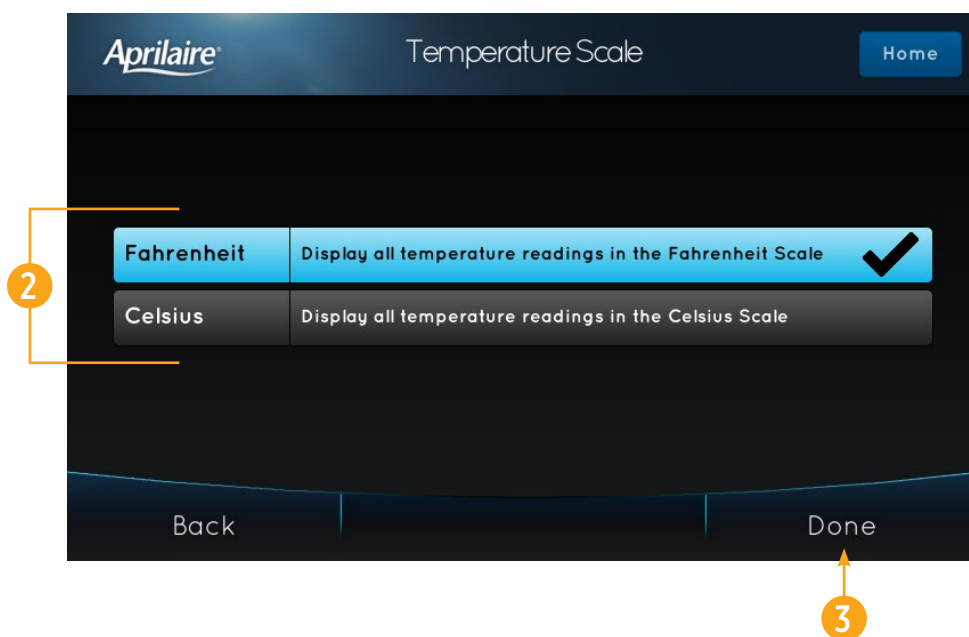 Aprilaire®
Temperature Scale
Home
2
Fahrenheit
Display all temperature readings in the Fahrenheit Scale
Celsius
Display all temperature readings in the Celsius Scale
Back
Done
3